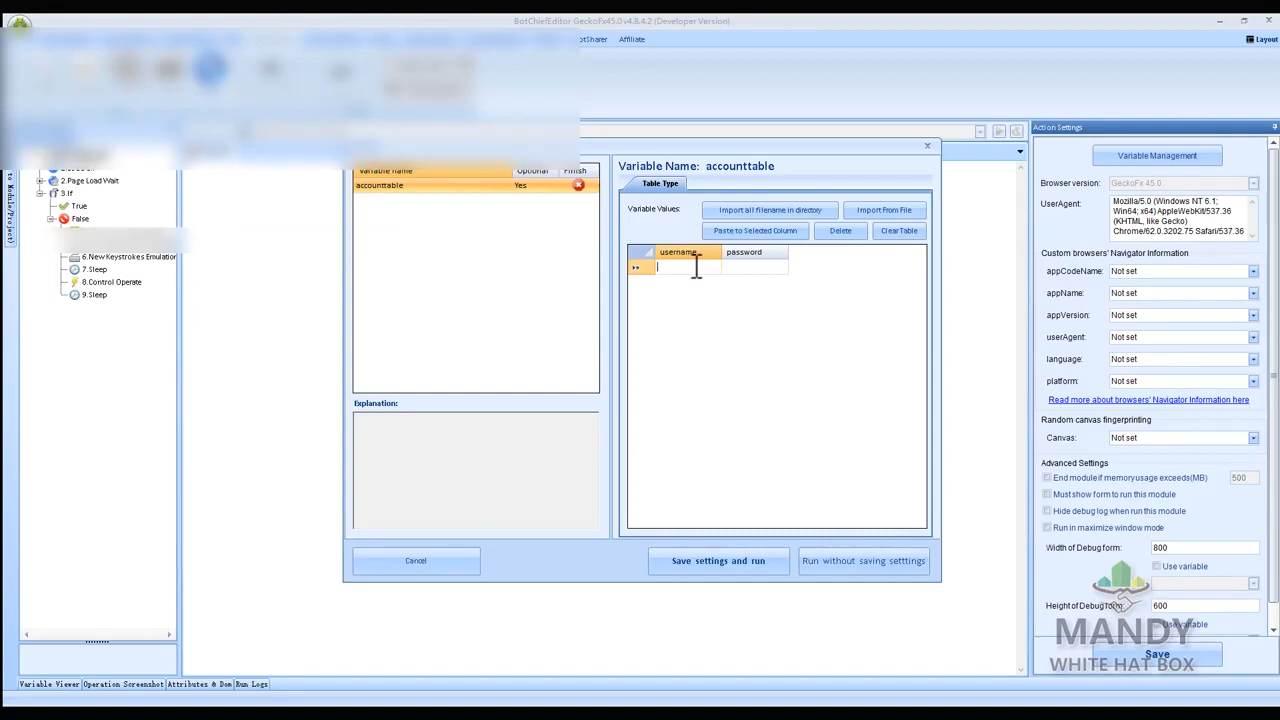 BotChiefEditor GeckoFx45.0 v4.8.4.2 (Developer Version)
Affiliate
Layout
Action Settings
Variable Management
Browser version:
GeckoFx 45.0
UserAgent:
Mozilla/5.0 (Windows NT 6.1;
Win64; x64) AppleWebKit/537.36
(KHTML, like Gecko)
Chrome/62.0.3202.75 Safari/537.36
Custom browsers' Navigator Information
appCodeName:
Not set
appName:
Not set
appVersion:
Not set
userAgent:
Not set
language:
Not set
platform:
Not set
Read more about browsers' Navigator Information here
Random canvas fingerprinting
Canvas:
Not set
Advanced Settings
End module if memory usage exceeds(MB)
500
Must show form to run this module
Hide debug log when run this module
Run in maximize window mode
Width of Debug form:
800
Use variable
Height of Debug form:
600
Use variable
Save
MANDY
WHITE HAT BOX
to Module/Project)
2.Page Load Wait
3.If
True
False
6.New Keystrokes Emulation
7.Sleep
8.Control Operate
9.Sleep
Variable name
Optional
Finish
accounttable
Yes
Explanation:
Variable Name: accounttable
Table Type
Variable Values:
Import all filename in directory
Import From File
Paste to Selected Column
Delete
Clear Table
username
password
Cancel
Save settings and run
Run without saving setttings
Variable Viewer
Operation Screenshot
Attributes & Dom
Run Logs